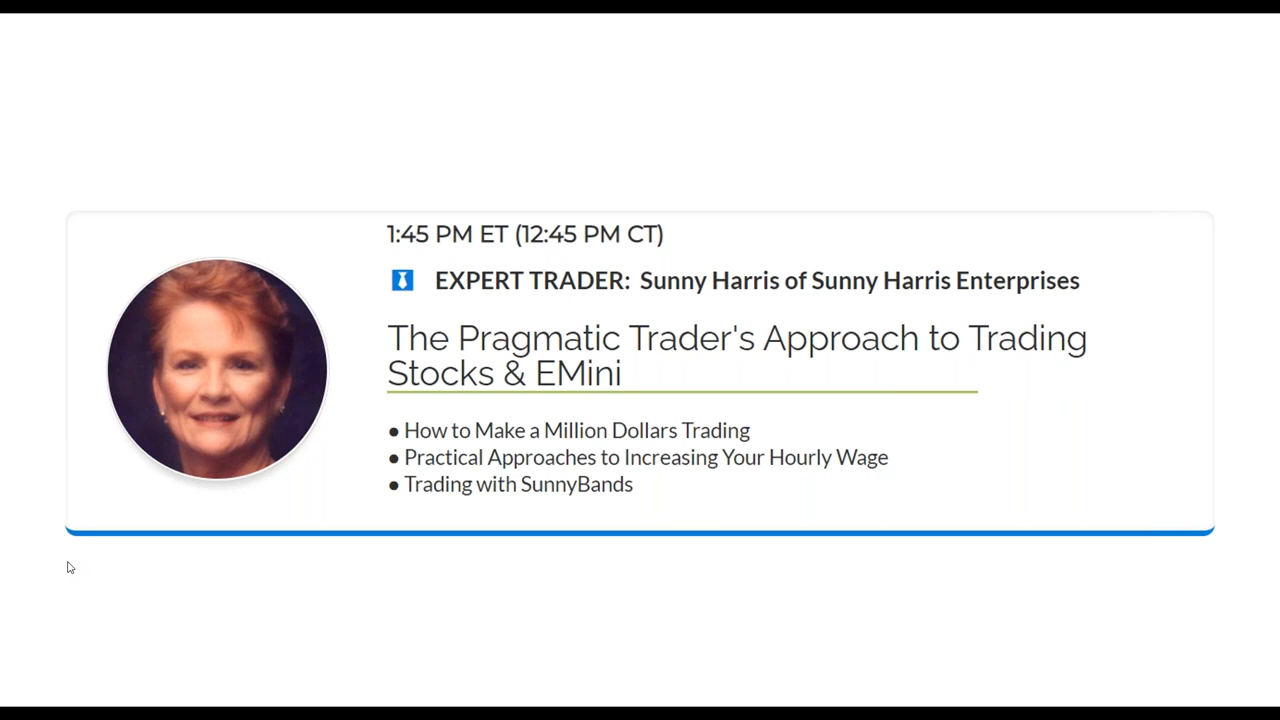 1:45 PM ET (12:45 PM CT)
EXPERT TRADER: Sunny Harris of Sunny Harris Enterprises
The Pragmatic Trader's Approach to Trading
Stocks & EMini
● How to Make a Million Dollars Trading
● Practical Approaches to Increasing Your Hourly Wage
● Trading with SunnyBands